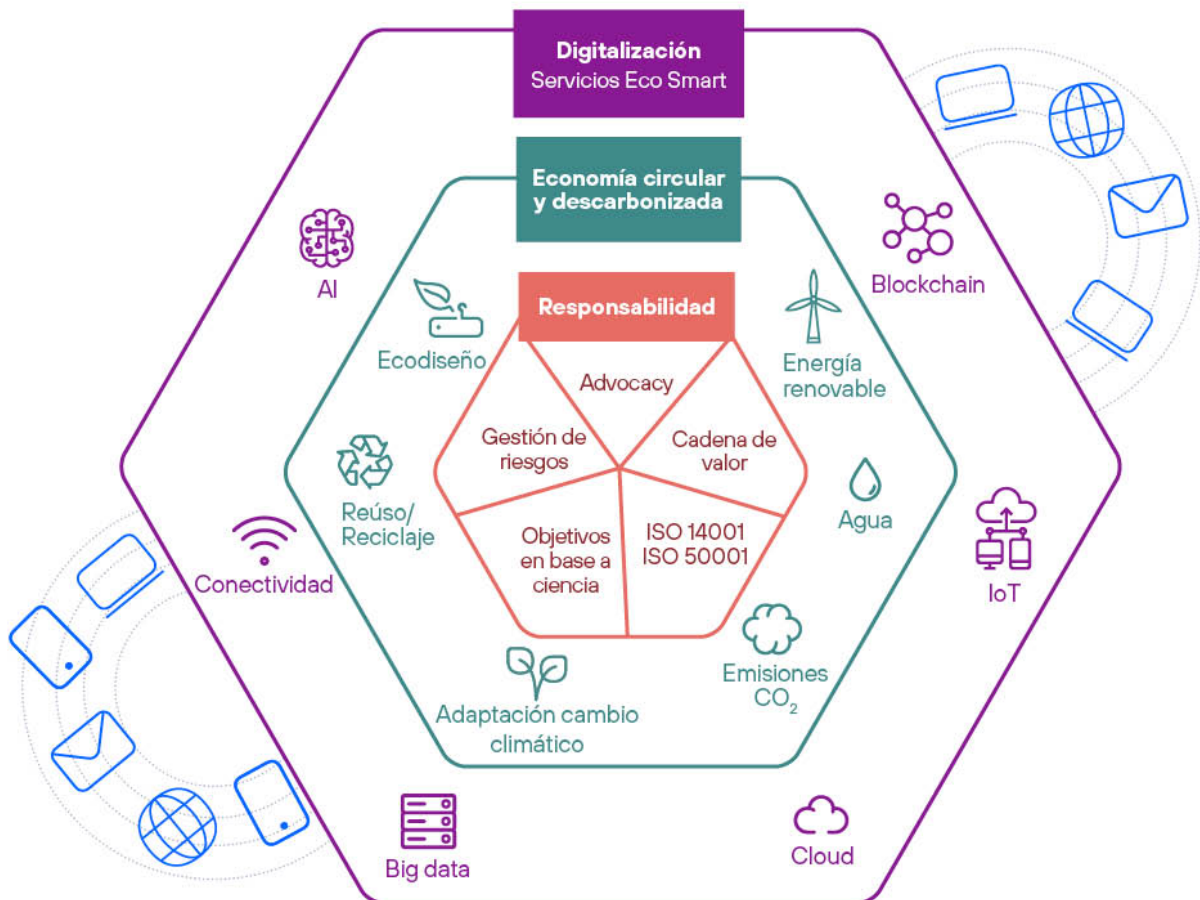 Digitalización
Servicios Eco Smart
Economía circular
y descarbonizada
Responsabilidad
AI
Blockchain
Ecodiseño
Energía
renovable
Advocacy
Gestión de
riesgos
Cadena de
valor
Reúso/
Reciclaje
Agua
Objetivos
en base a
ciencia
ISO 14001
ISO 50001
Conectividad
IoT
Emisiones
CO₂
Adaptación cambio
climático
Big data
Cloud